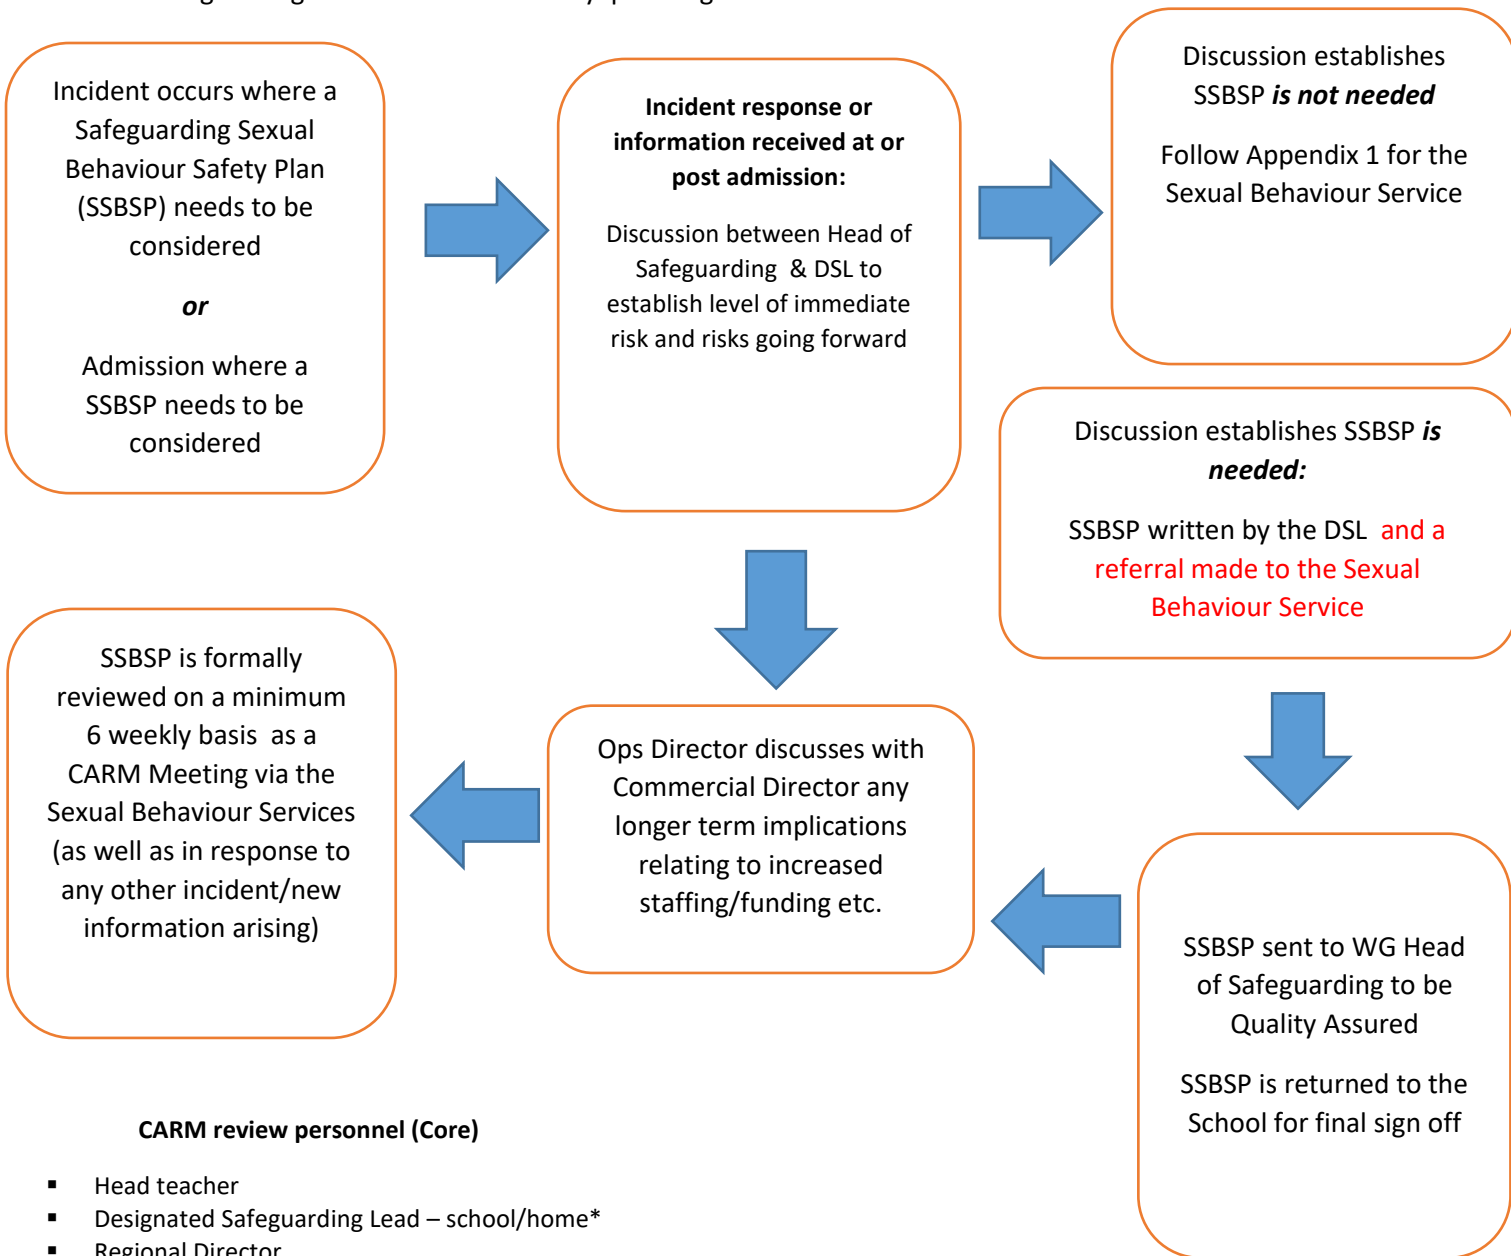 Incident occurs where a
Safeguarding Sexual
Behaviour Safety Plan
(SSBSP) needs to be
considered
or
Admission where a
SSBSP needs to be
considered
Incident response or
information received at or
post admission:
Discussion between Head of
Safeguarding & DSL to
establish level of immediate
risk and risks going forward
Discussion establishes
SSBSP is not needed
Follow Appendix 1 for the
Sexual Behaviour Service
Discussion establishes SSBSP is
needed:
SSBSP written by the DSL and a
referral made to the Sexual
Behaviour Service
SSBSP sent to WG Head
of Safeguarding to be
Quality Assured
SSBSP is returned to the
School for final sign off
Ops Director discusses with
Commercial Director any
longer term implications
relating to increased
staffing/funding etc.
SSBSP is formally
reviewed on a minimum
6 weekly basis as a
CARM Meeting via the
Sexual Behaviour Services
(as well as in response to
any other incident/new
information arising)
CARM review personnel (Core)
▪ Head teacher
▪ Designated Safeguarding Lead – school/home*
▪ Regional Director